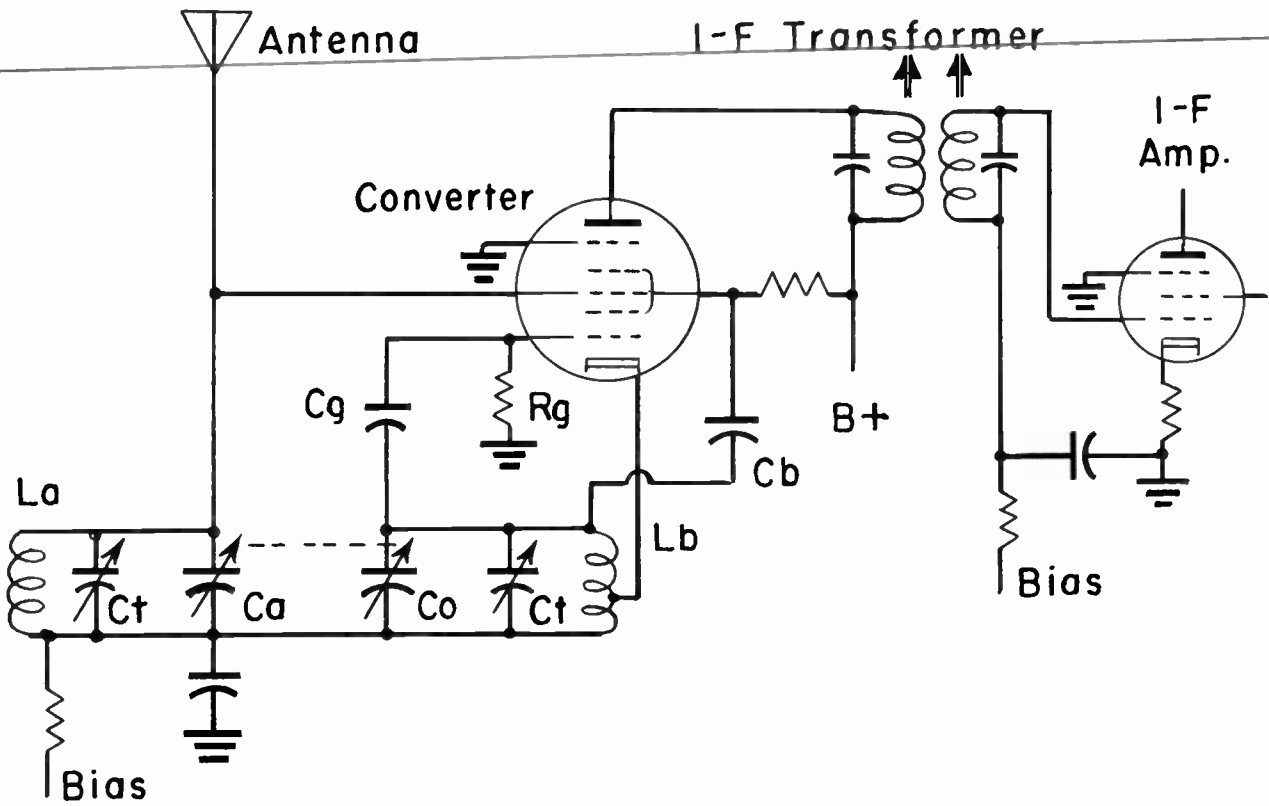 Antenna
I-F Transformer
I-F
Amp.
Converter
Cg
Rg
B+
Cb
La
Lb
Ct
Ca
Co
Ct
Bias
Bias